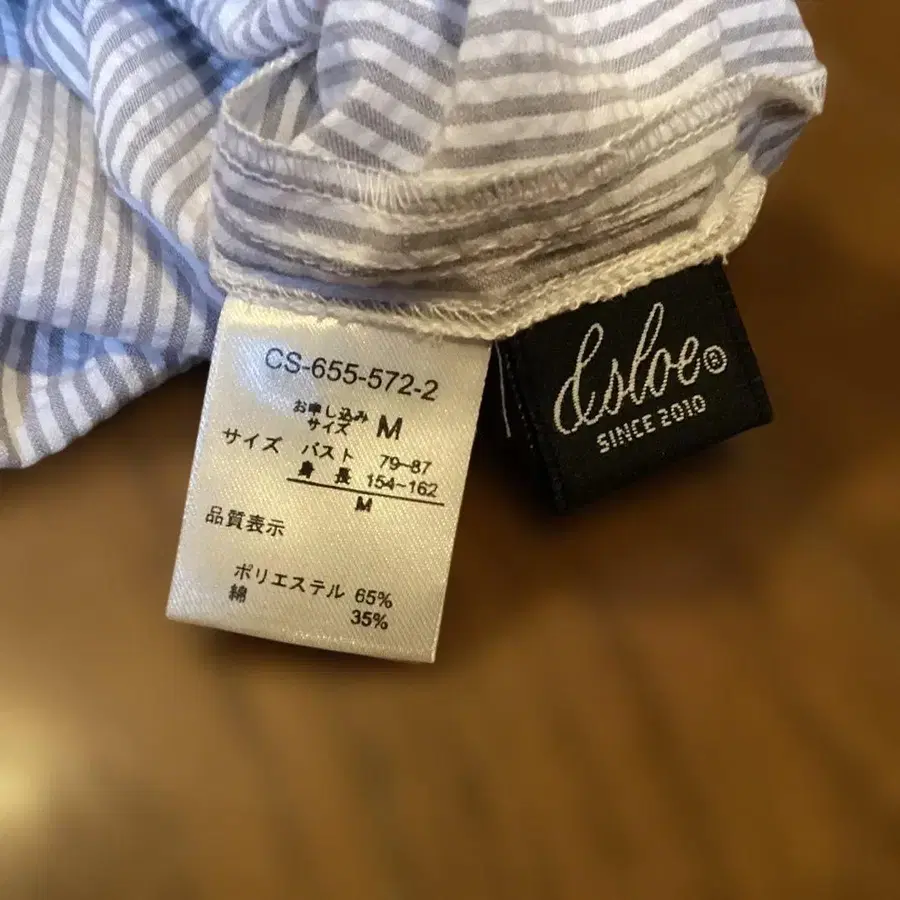 CS-655-572-2
お申し込み
サイズ M
サイズ バスト 79~87
身長 154~162
M
品質表示
ポリエステル 65%
綿 35%
dsloe®
SINCE 2010